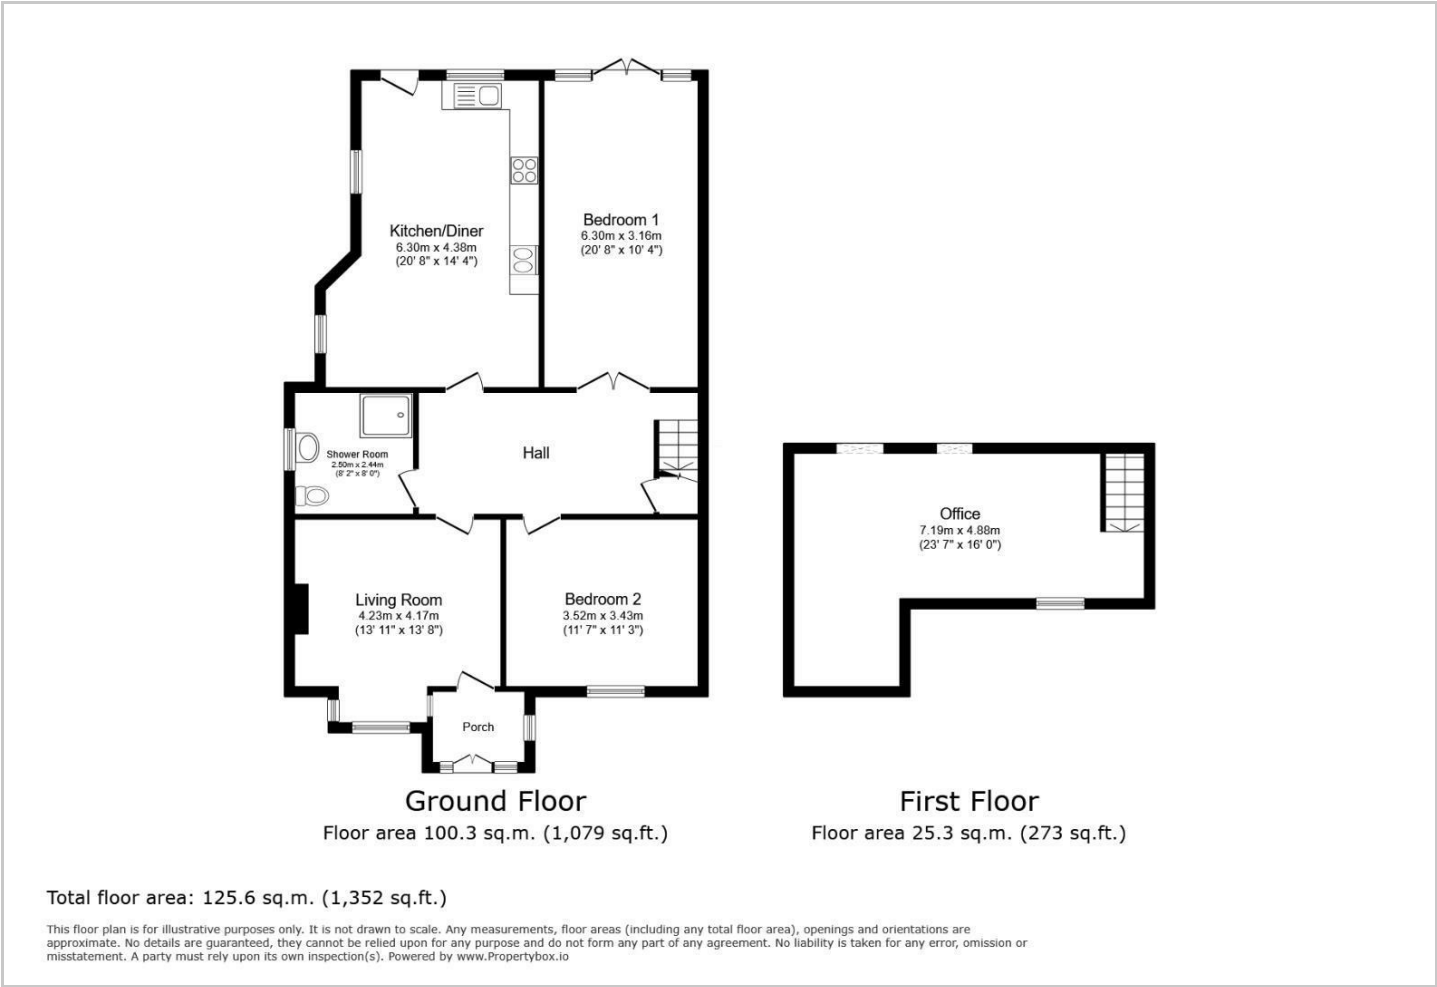 Kitchen/Diner
6.30m x 4.38m
(20' 8" x 14' 4")
Bedroom 1
6.30m x 3.16m
(20' 8" x 10' 4")
Shower Room
2.50m x 2.44m
(8' 2" x 8' 0")
Hall
Living Room
4.23m x 4.17m
(13' 11" x 13' 8")
Bedroom 2
3.52m x 3.43m
(11' 7" x 11' 3")
Porch
Office
7.19m x 4.88m
(23' 7" x 16' 0")
Ground Floor
Floor area 100.3 sq.m. (1,079 sq.ft.)
First Floor
Floor area 25.3 sq.m. (273 sq.ft.)
Total floor area: 125.6 sq.m. (1,352 sq.ft.)
This floor plan is for illustrative purposes only. It is not drawn to scale. Any measurements, floor areas (including any total floor area), openings and orientations are
approximate. No details are guaranteed, they cannot be relied upon for any purpose and do not form any part of any agreement. No liability is taken for any error, omission or
misstatement. A party must rely upon its own inspection(s). Powered by www.Propertybox.io